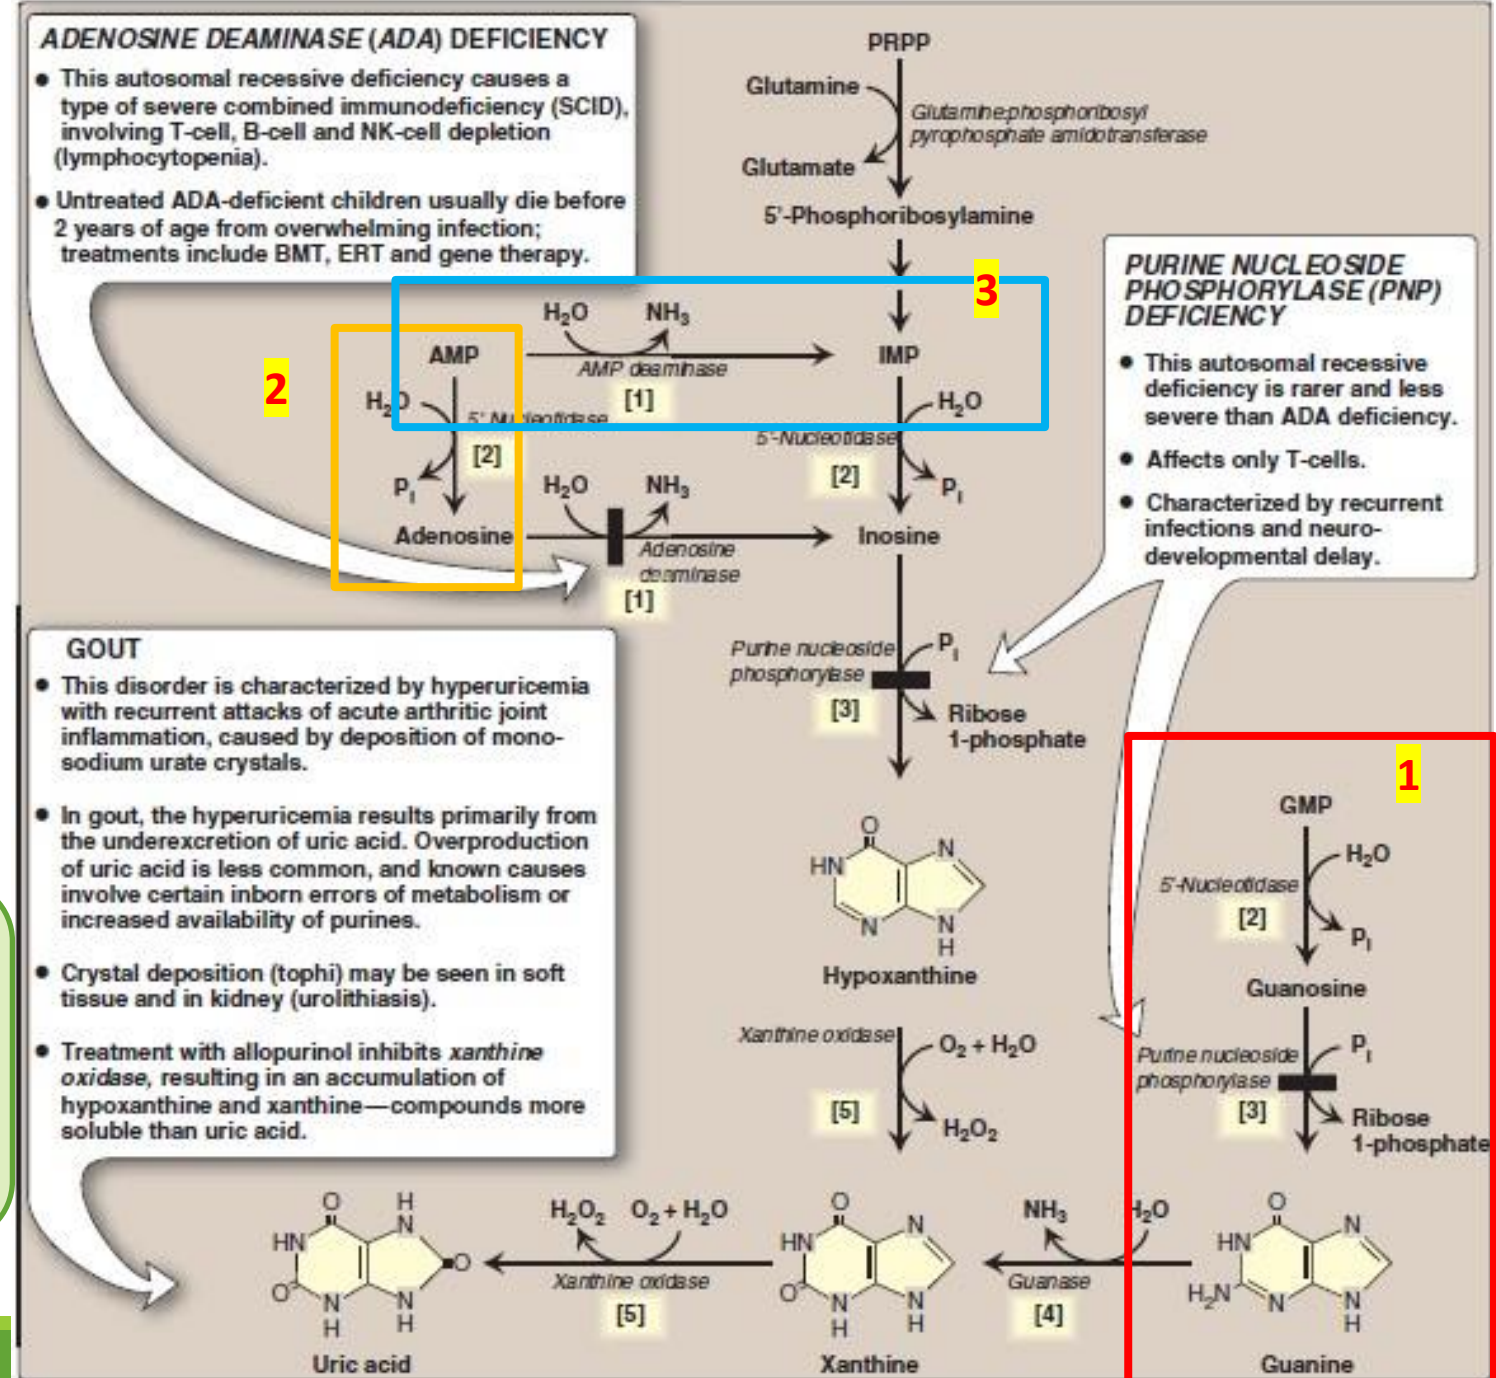 ADENOSINE DEAMINASE (ADA) DEFICIENCY
● This autosomal recessive deficiency causes a
type of severe combined immunodeficiency (SCID),
involving T-cell, B-cell and NK-cell depletion
(lymphocytopenia).
● Untreated ADA-deficient children usually die before
2 years of age from overwhelming infection;
treatments include BMT, ERT and gene therapy.
PRPP
Glutamine
Glutamine:phosphoribosyl
pyrophosphate amidotransferase
Glutamate
5'-Phosphoribosylamine
PURINE NUCLEOSIDE
PHOSPHORYLASE (PNP)
DEFICIENCY
● This autosomal recessive
deficiency is rarer and less
severe than ADA deficiency.
● Affects only T-cells.
● Characterized by recurrent
infections and neuro-
developmental delay.
3
H₂O NH₃
AMP
AMP deaminase
[1]
IMP
2
H₂O
5' Nucleotidase
[2]
Pi
H₂O
5'-Nucleotidase
[2]
Pi
H₂O NH₃
Adenosine
Adenosine
deaminase
[1]
Inosine
GOUT
● This disorder is characterized by hyperuricemia
with recurrent attacks of acute arthritic joint
inflammation, caused by deposition of mono-
sodium urate crystals.
● In gout, the hyperuricemia results primarily from
the underexcretion of uric acid. Overproduction
of uric acid is less common, and known causes
involve certain inborn errors of metabolism or
increased availability of purines.
● Crystal deposition (tophi) may be seen in soft
tissue and in kidney (urolithiasis).
● Treatment with allopurinol inhibits xanthine
oxidase, resulting in an accumulation of
hypoxanthine and xanthine—compounds more
soluble than uric acid.
Purine nucleoside
phosphorylase
[3]
Pi
Ribose
1-phosphate
1
GMP
H₂O
5'-Nucleotidase
[2]
Pi
Guanosine
O
HN
N
N
N
H
Hypoxanthine
Xanthine oxidase
O₂ + H₂O
[5]
H₂O₂
Purine nucleoside
phosphorylase
[3]
Pi
Ribose
1-phosphate
O
H
N
HN
O
O
N
H
N
H
Uric acid
H₂O₂ O₂ + H₂O
Xanthine oxidase
[5]
O
N
HN
O
N
H
N
H
Xanthine
NH₃ H₂O
Guanase
[4]
O
N
HN
H₂N
N
N
H
Guanine